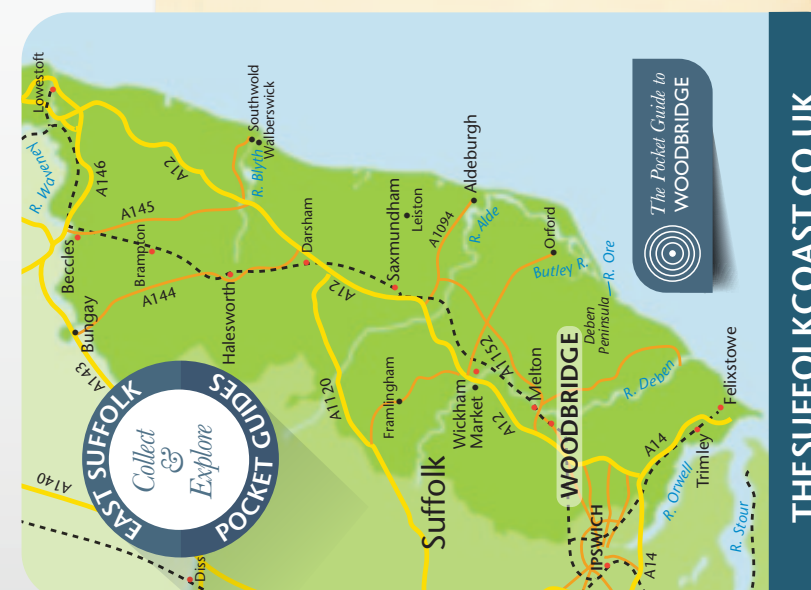 THESUFFOLKCOAST.CO.UK
EAST SUFFOLK
POCKET GUIDES
Collect
&
Explore
The Pocket Guide to
WOODBRIDGE
Lowestoft
R. Waveney
A146
A12
Southwold
Walberswick
R. Blyth
A145
Beccles
Brampton
Bungay
A144
Halesworth
Darsham
A143
A12
Saxmundham
Leiston
A1094
Aldeburgh
R. Alde
Orford
Butley R.
R. Ore
Deben
Peninsula
A1120
Framlingham
Wickham
Market
A1152
A12
Melton
WOODBRIDGE
R. Deben
Felixstowe
Trimley
A14
R. Orwell
R. Stour
IPSWICH
A14
Suffolk
A140
Diss